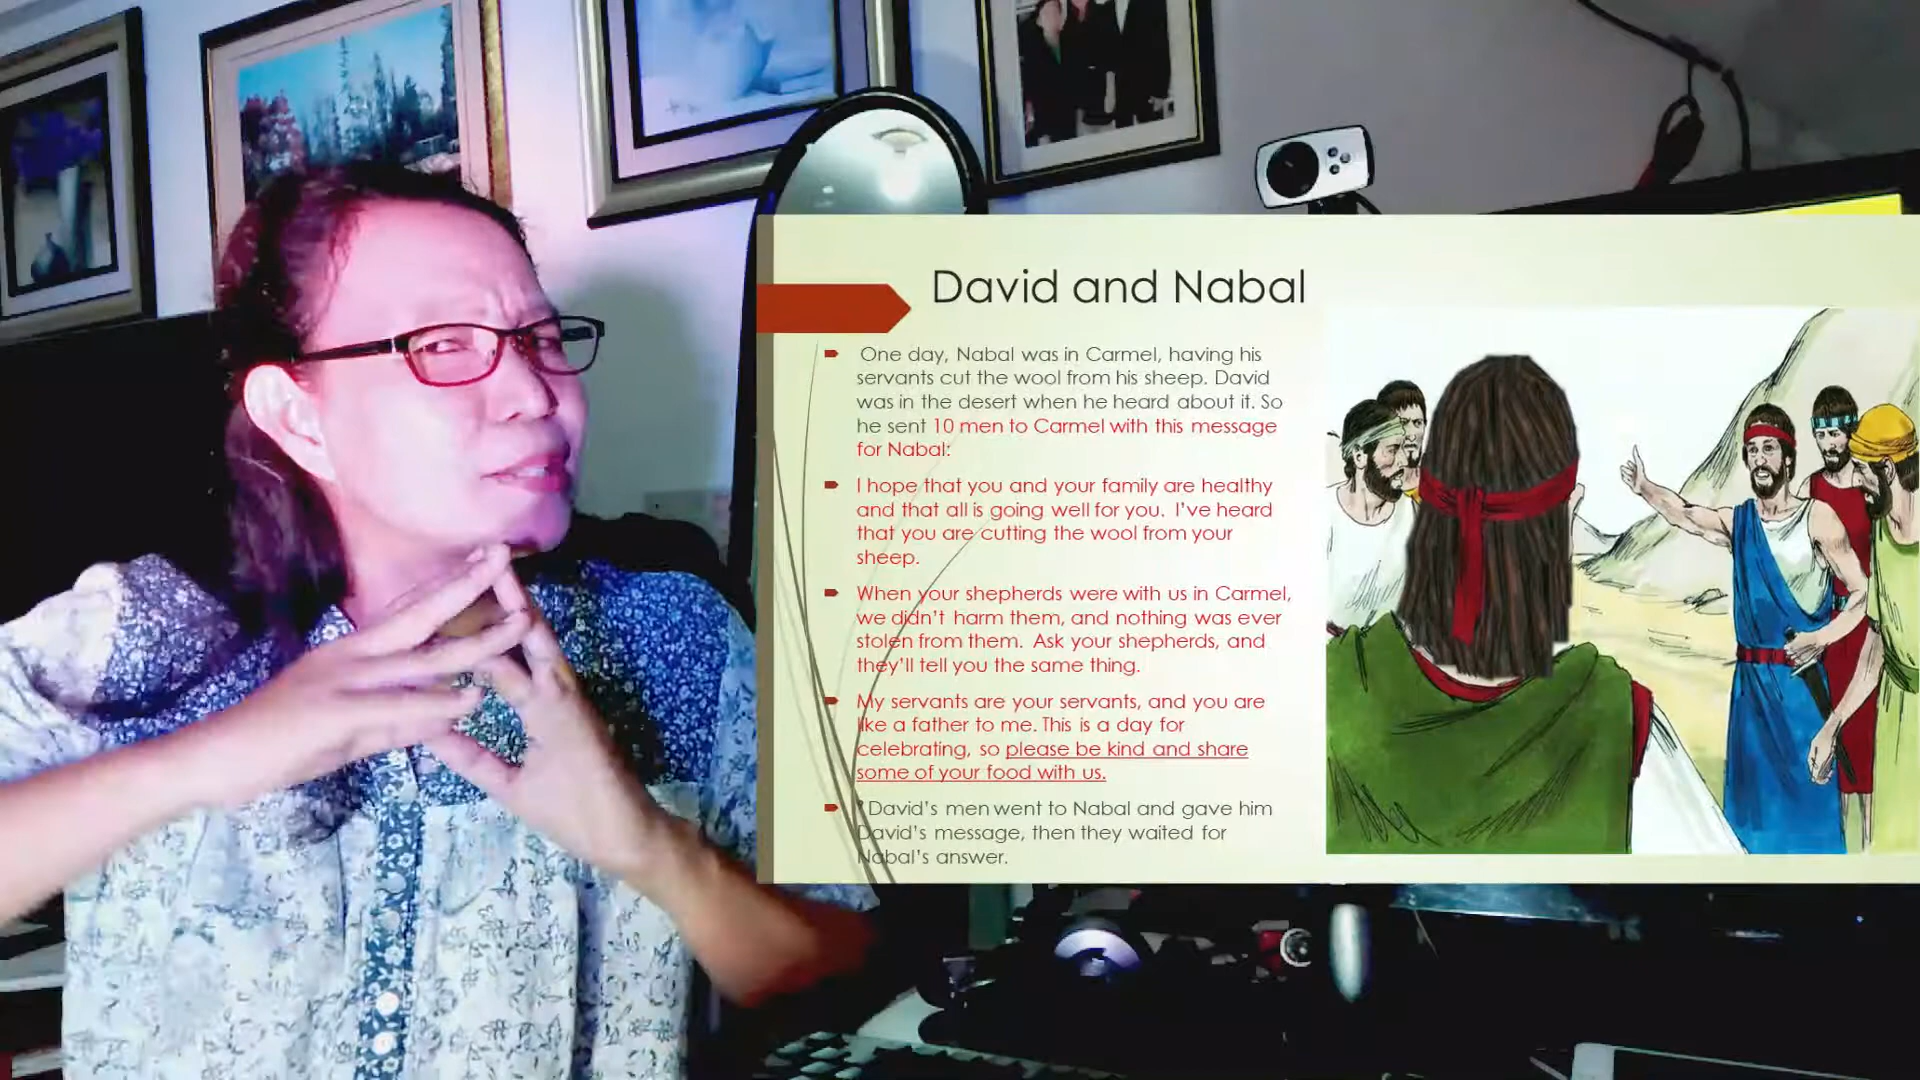 David and Nabal
One day, Nabal was in Carmel, having his
servants cut the wool from his sheep. David
was in the desert when he heard about it. So
he sent 10 men to Carmel with this message
for Nabal:
I hope that you and your family are healthy
and that all is going well for you. I've heard
that you are cutting the wool from your
sheep.
When your shepherds were with us in Carmel,
we didn't harm them, and nothing was ever
stolen from them. Ask your shepherds, and
they'll tell you the same thing.
My servants are your servants, and you are
like a father to me. This is a day for
celebrating, so please be kind and share
some of your food with us.
David's men went to Nabal and gave him
David's message, then they waited for
Nabal's answer.